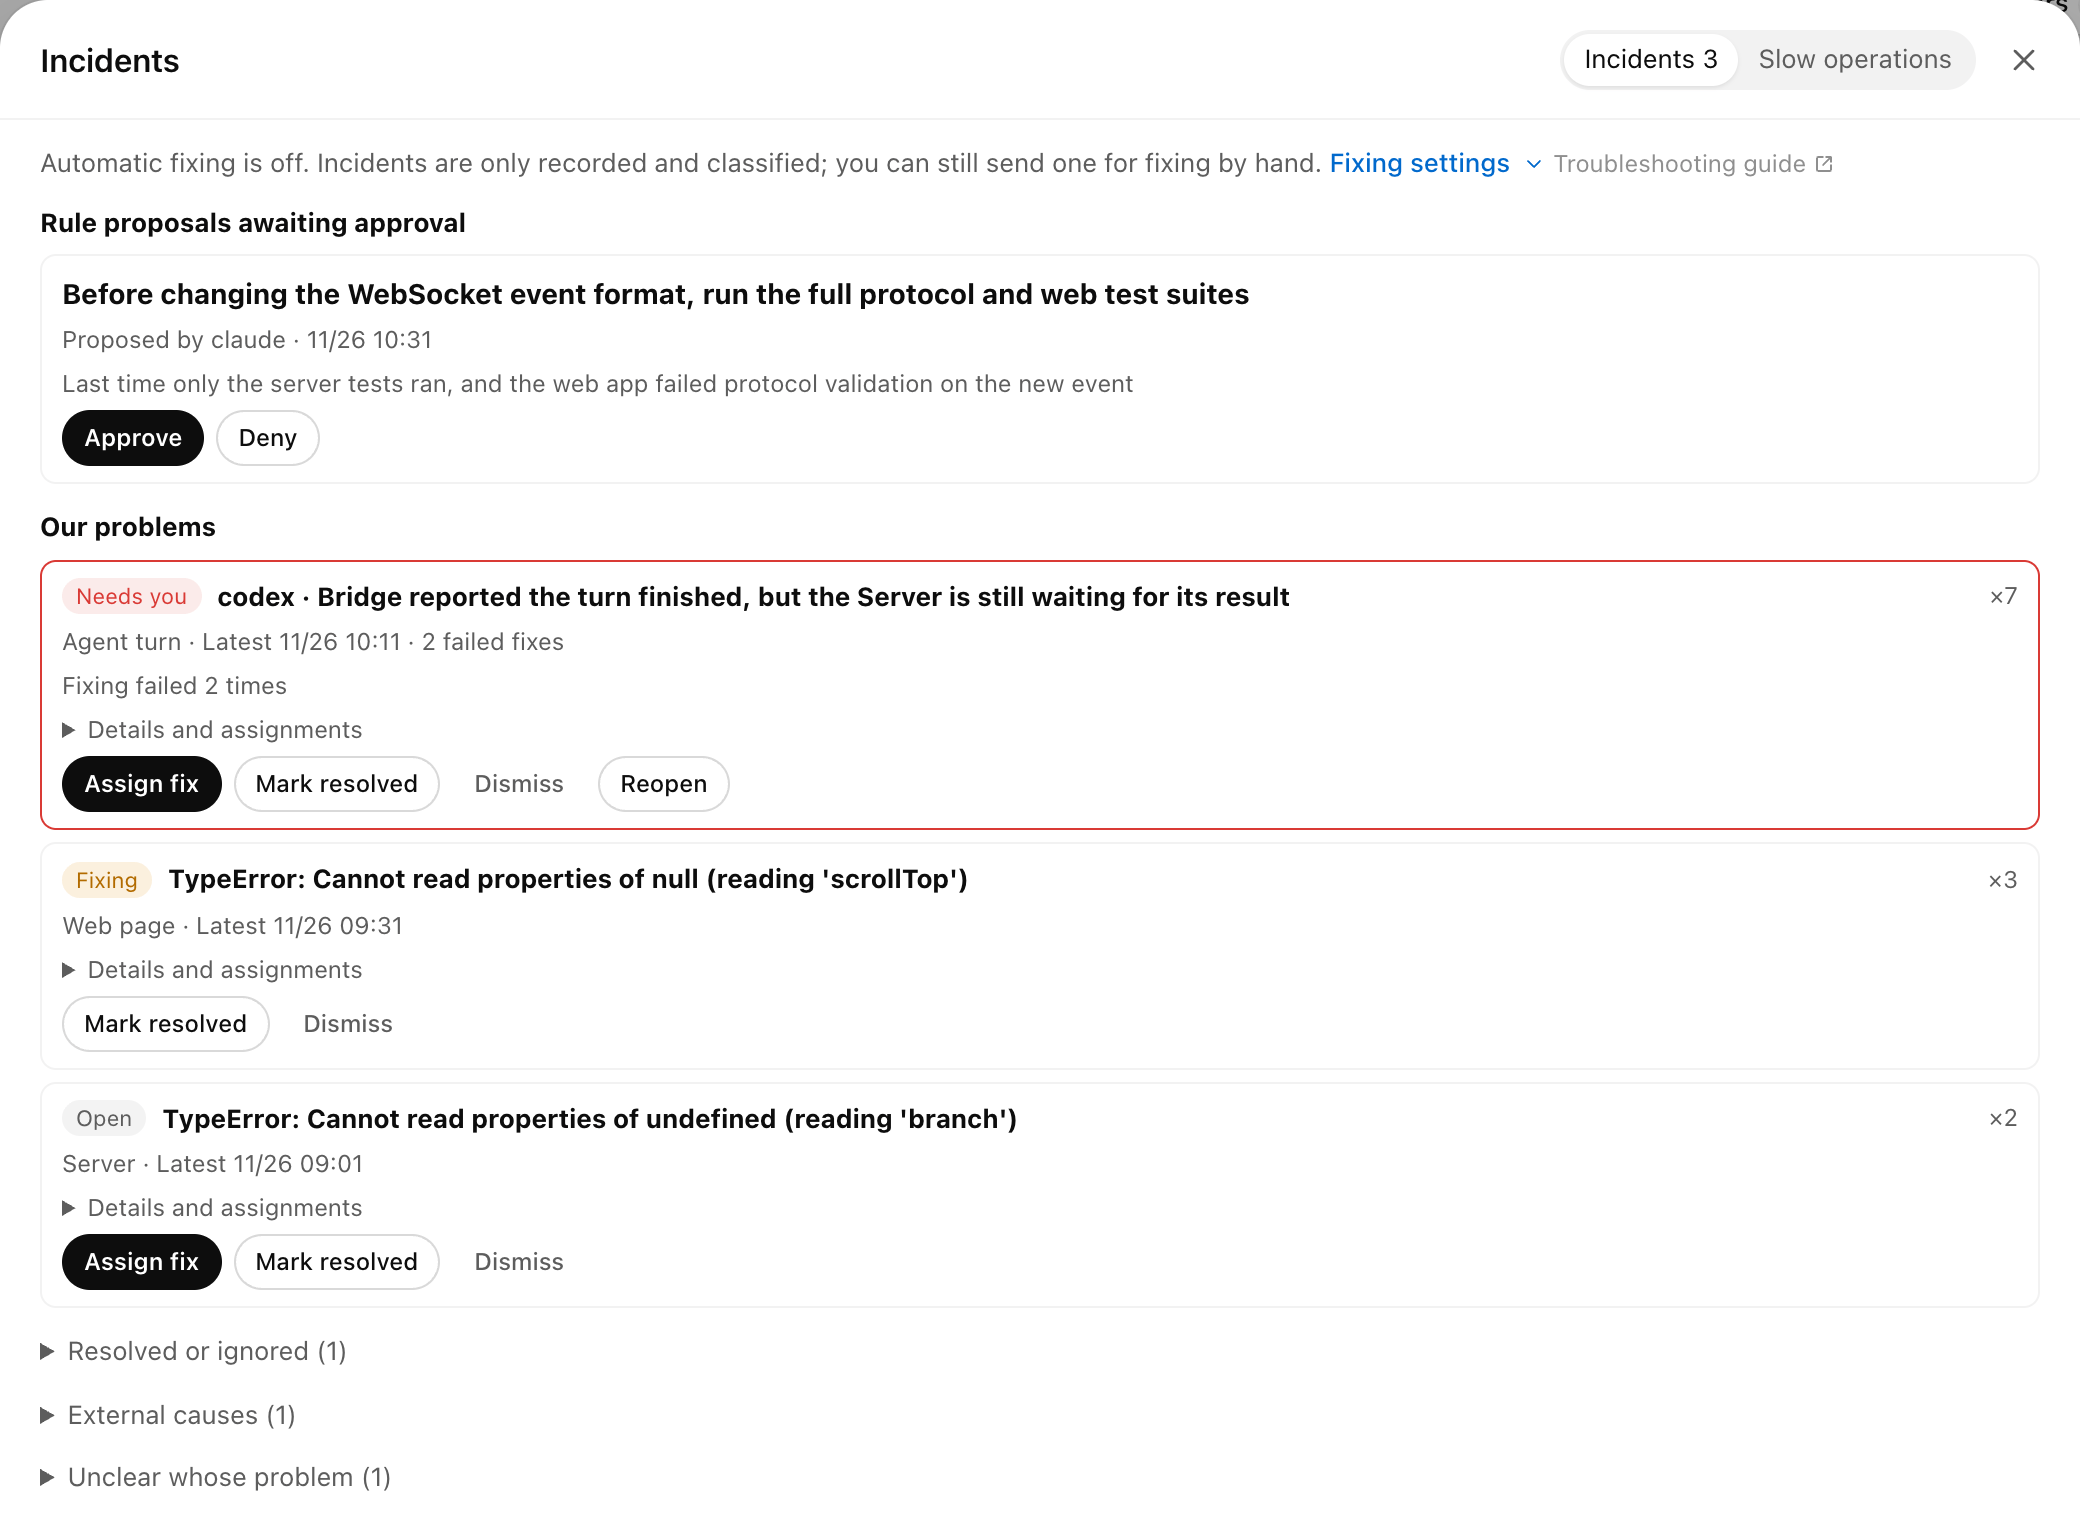 Incidents
Incidents 3
Slow operations
Automatic fixing is off. Incidents are only recorded and classified; you can still send one for fixing by hand. Fixing settings Troubleshooting guide
Rule proposals awaiting approval
Before changing the WebSocket event format, run the full protocol and web test suites
Proposed by claude · 11/26 10:31
Last time only the server tests ran, and the web app failed protocol validation on the new event
Approve Deny
Our problems
Needs you codex · Bridge reported the turn finished, but the Server is still waiting for its result ×7
Agent turn · Latest 11/26 10:11 · 2 failed fixes
Fixing failed 2 times
Details and assignments
Assign fix Mark resolved Dismiss Reopen
Fixing TypeError: Cannot read properties of null (reading 'scrollTop') ×3
Web page · Latest 11/26 09:31
Details and assignments
Mark resolved Dismiss
Open TypeError: Cannot read properties of undefined (reading 'branch') ×2
Server · Latest 11/26 09:01
Details and assignments
Assign fix Mark resolved Dismiss
Resolved or ignored (1)
External causes (1)
Unclear whose problem (1)